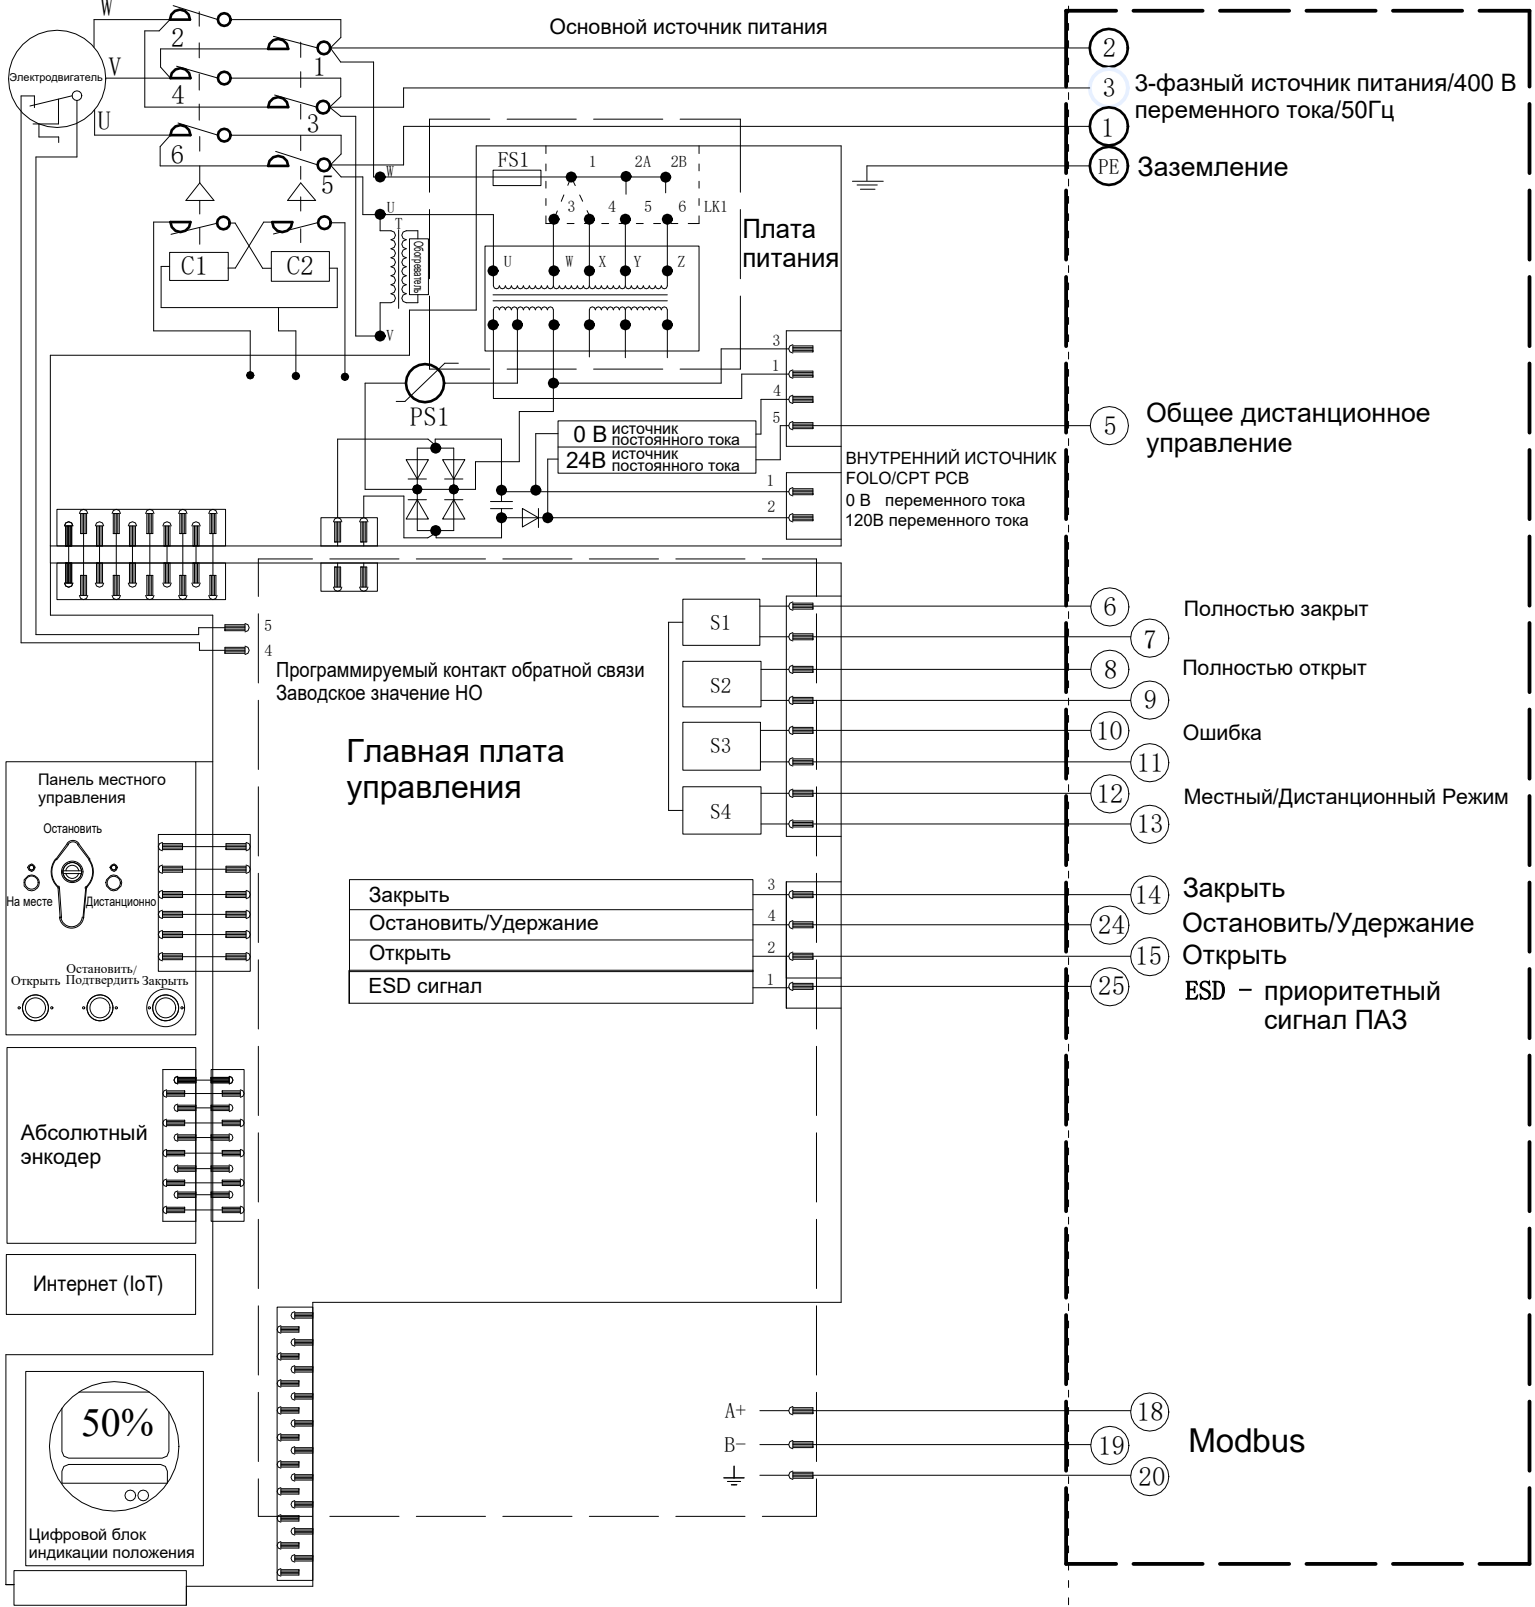 W
Основной источник питания
2
1
2
Электродвигатель
V
4
3
3
3-фазный источник питания/400 В
переменного тока/50Гц
U
6
5
1
PE
Заземление
FS1
1
2A
2B
3
4
5
6
LK1
W
U
T
Обогреватель
V
Плата
питания
C1
C2
U
W
X
Y
Z
PS1
3
1
4
5
0 В источник
постоянного тока
24В источник
постоянного тока
5
Общее дистанционное
управление
1
2
ВНУТРЕННИЙ ИСТОЧНИК
FOLO/CPT PCB
0 В переменного тока
120В переменного тока
5
4
Программируемый контакт обратной связи
Заводское значение НО
Главная плата
управления
S1
S2
S3
S4
6
Полностью закрыт
7
8
Полностью открыт
9
10
Ошибка
11
12
Местный/Дистанционный Режим
13
Панель местного
управления
Остановить
На месте
Дистанционно
Открыть
Остановить/
Подтвердить
Закрыть
Закрыть
3
14
Закрыть
Остановить/Удержание
4
24
Остановить/Удержание
Открыть
2
15
Открыть
ESD сигнал
1
25
ESD - приоритетный
сигнал ПАЗ
Абсолютный
энкодер
Интернет (IoT)
50%
Цифровой блок
индикации положения
A+
18
B-
19
Modbus
20